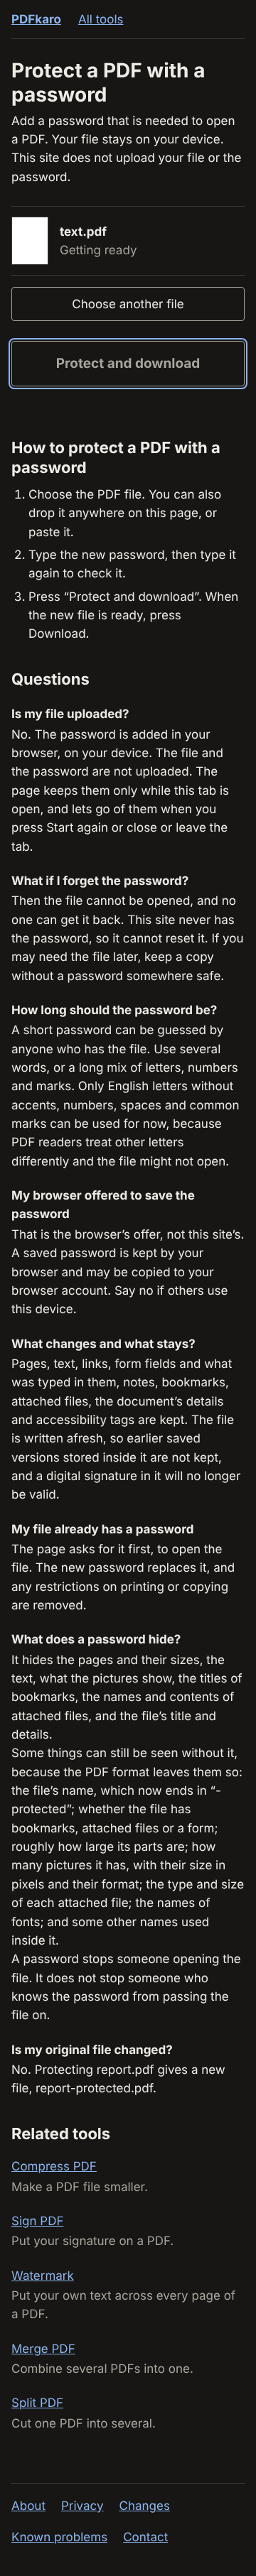 PDFkaro All tools
Protect a PDF with a
password
Add a password that is needed to open
a PDF. Your file stays on your device.
This site does not upload your file or the
password.
text.pdf
Getting ready
Choose another file
Protect and download
How to protect a PDF with a
password
1. Choose the PDF file. You can also
drop it anywhere on this page, or
paste it.
2. Type the new password, then type it
again to check it.
3. Press “Protect and download”. When
the new file is ready, press
Download.
Questions
Is my file uploaded?
No. The password is added in your
browser, on your device. The file and
the password are not uploaded. The
page keeps them only while this tab is
open, and lets go of them when you
press Start again or close or leave the
tab.
What if I forget the password?
Then the file cannot be opened, and no
one can get it back. This site never has
the password, so it cannot reset it. If you
may need the file later, keep a copy
without a password somewhere safe.
How long should the password be?
A short password can be guessed by
anyone who has the file. Use several
words, or a long mix of letters, numbers
and marks. Only English letters without
accents, numbers, spaces and common
marks can be used for now, because
PDF readers treat other letters
differently and the file might not open.
My browser offered to save the
password
That is the browser’s offer, not this site’s.
A saved password is kept by your
browser and may be copied to your
browser account. Say no if others use
this device.
What changes and what stays?
Pages, text, links, form fields and what
was typed in them, notes, bookmarks,
attached files, the document’s details
and accessibility tags are kept. The file
is written afresh, so earlier saved
versions stored inside it are not kept,
and a digital signature in it will no longer
be valid.
My file already has a password
The page asks for it first, to open the
file. The new password replaces it, and
any restrictions on printing or copying
are removed.
What does a password hide?
It hides the pages and their sizes, the
text, what the pictures show, the titles of
bookmarks, the names and contents of
attached files, and the file’s title and
details.
Some things can still be seen without it,
because the PDF format leaves them so:
the file’s name, which now ends in “-
protected”; whether the file has
bookmarks, attached files or a form;
roughly how large its parts are; how
many pictures it has, with their size in
pixels and their format; the type and size
of each attached file; the names of
fonts; and some other names used
inside it.
A password stops someone opening the
file. It does not stop someone who
knows the password from passing the
file on.
Is my original file changed?
No. Protecting report.pdf gives a new
file, report-protected.pdf.
Related tools
Compress PDF
Make a PDF file smaller.
Sign PDF
Put your signature on a PDF.
Watermark
Put your own text across every page of
a PDF.
Merge PDF
Combine several PDFs into one.
Split PDF
Cut one PDF into several.
About Privacy Changes
Known problems Contact